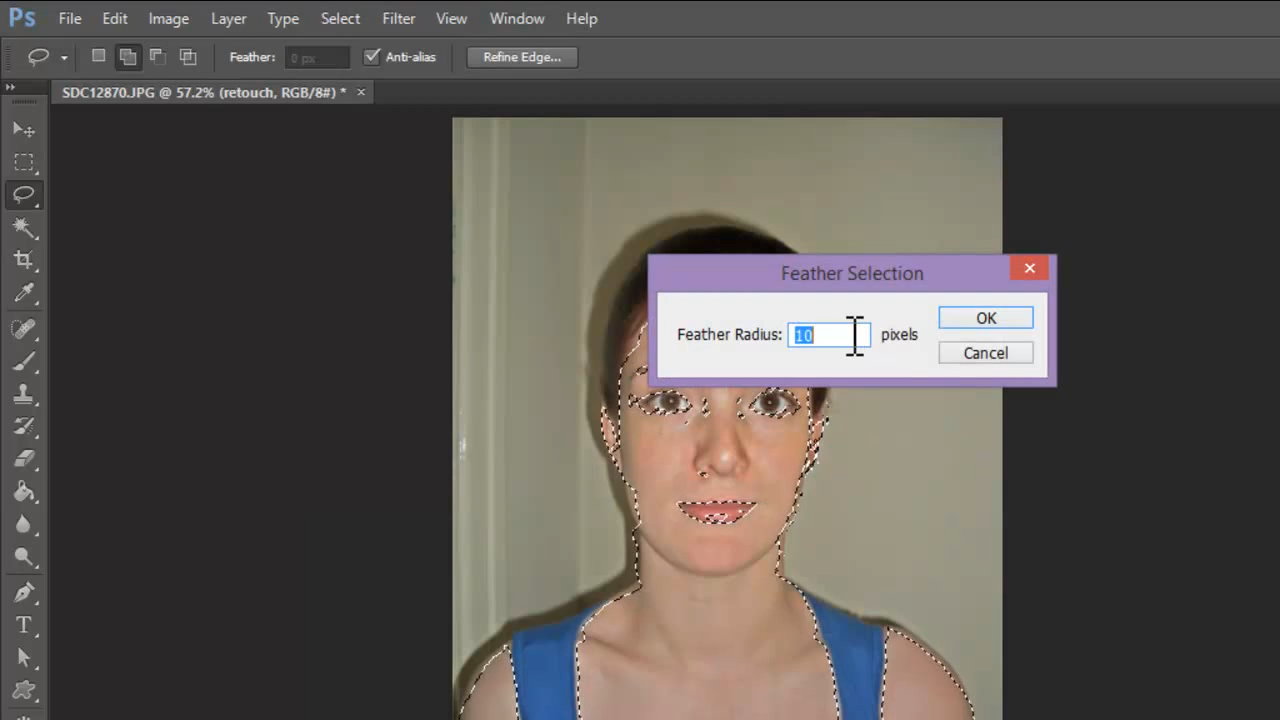 Ps File Edit Image Layer Type Select Filter View Window Help
Feather: 0 px Anti-alias Refine Edge...
SDC12870.JPG @ 57.2% (retouch, RGB/8#) * ×
Feather Selection
Feather Radius: 10 pixels
OK
Cancel
T